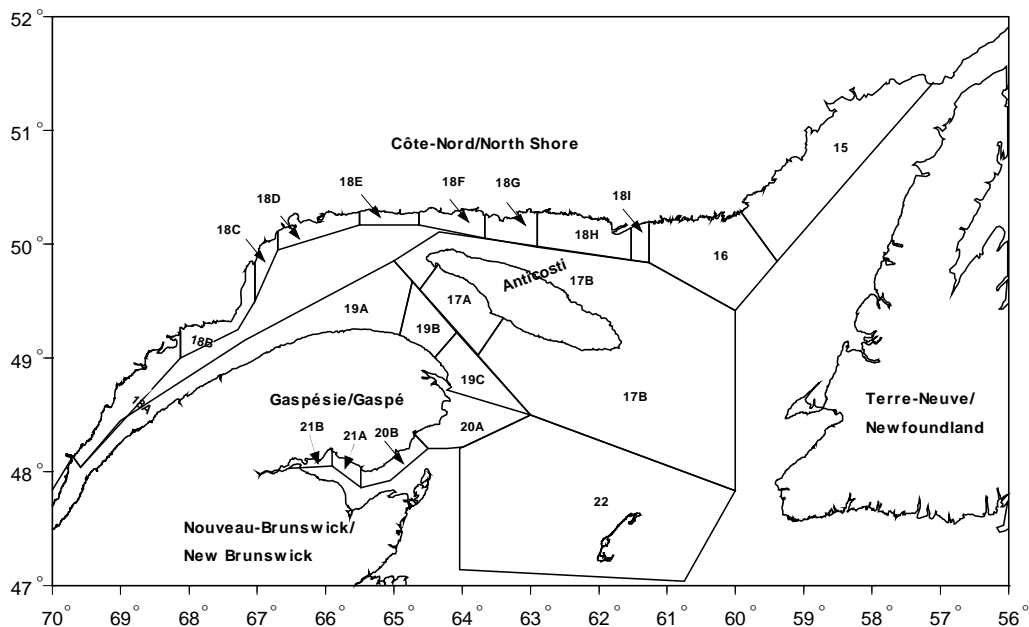 52°
51°
50°
49°
48°
47°
Côte-Nord/North Shore
15
18E
18F
18G
18D
18I
18C
18H
16
Anticosti
17B
17A
19A
19B
18B
19C
17B
18A
Gaspésie/Gaspé
20A
21B
21A
20B
Terre-Neuve/
Newfoundland
22
Nouveau-Brunswick/
New Brunswick
70° 69° 68° 67° 66° 65° 64° 63° 62° 61° 60° 59° 58° 57° 56°